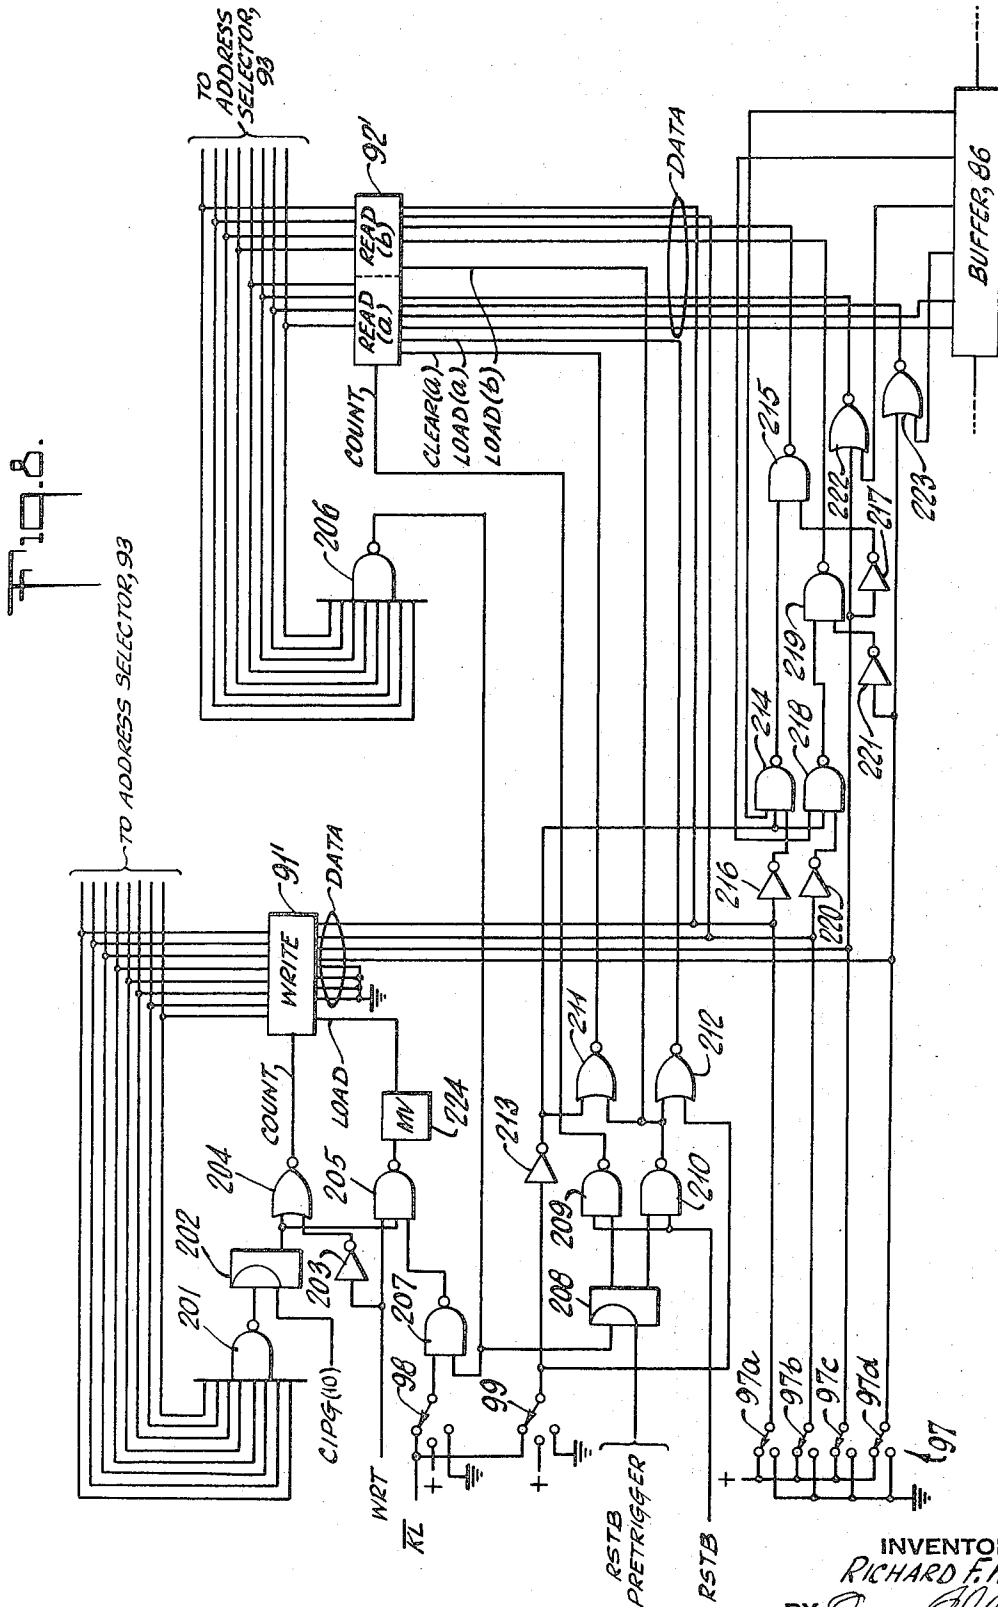 Fig. 8.
TO ADDRESS SELECTOR, 93
TO
ADDRESS
SELECTOR,
93
201
202
CIPG(10)
203
204
COUNT,
WRITE
91'
DATA
LOAD
WRT
205
MV
224
206
207
KL
98
+
99
+
COUNT,
READ
(a)
READ
(b)
92'
CLEAR(a)
LOAD(a)
LOAD(b)
DATA
RSTB
PRETRIGGER
RSTB
208
209
210
211
212
213
214
215
216
217
218
219
220
221
222
223
+
97a
97b
97c
97d
97
BUFFER, 86
RICHARD F.
BY